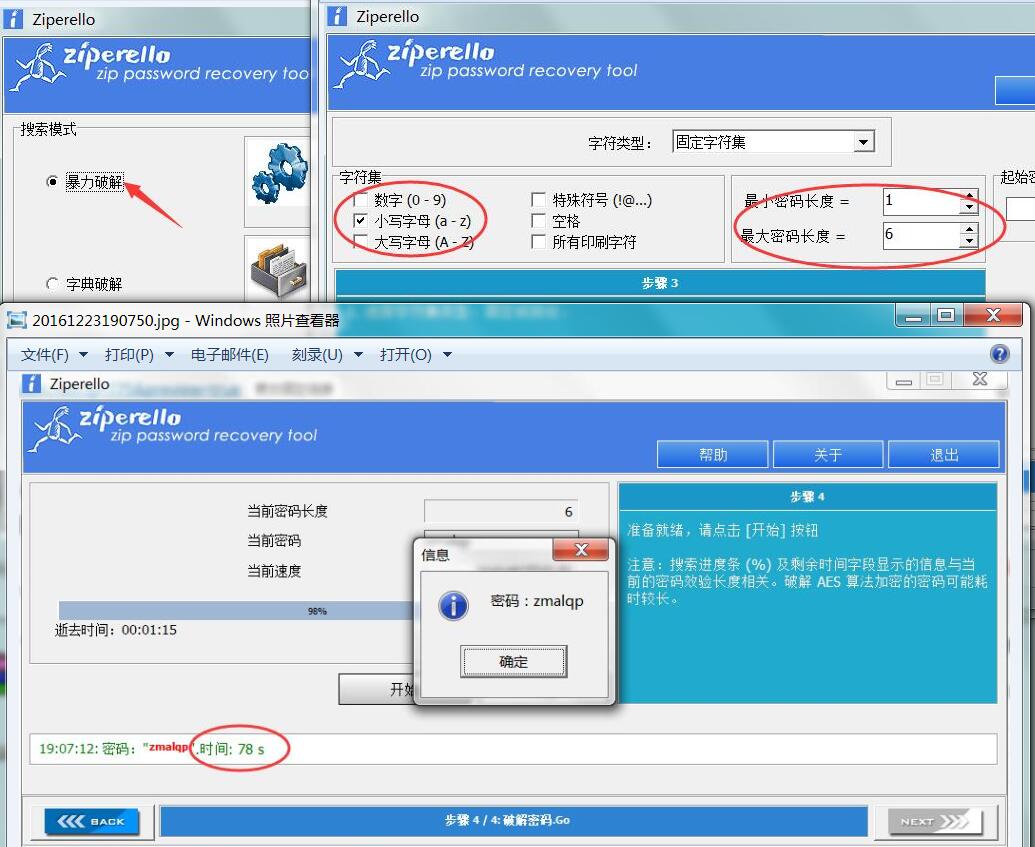 Ziperello
ziperello
zip password recovery too
搜索模式
暴力破解
字典破解
Ziperello
ziperello
zip password recovery tool
字符类型：
固定字符集
字符集
数字 (0 - 9)
小写字母 (a - z)
大写字母 (A - Z)
特殊符号 (!@...)
空格
所有印刷字符
最小密码长度 =
1
最大密码长度 =
6
起始密
步骤 3
20161223190750.jpg - Windows 照片查看器
文件(F)
打印(P)
电子邮件(E)
刻录(U)
打开(O)
Ziperello
ziperello
zip password recovery tool
帮助
关于
退出
当前密码长度
6
当前密码
当前速度
98%
逝去时间：00:01:15
开始
信息
密码：zmalqp
确定
步骤 4
准备就绪，请点击 [开始] 按钮
注意：搜索进度条 (%) 及剩余时间字段显示的信息与当
前的密码效验长度相关。破解 AES 算法加密的密码可能耗
时较长。
19:07:12: 密码："zmalqp".时间: 78 s
BACK
步骤 4 / 4: 破解密码.Go
NEXT